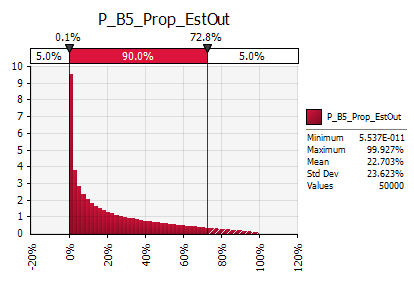 P_B5_Prop_EstOut
0.1% 72.8%
5.0% 90.0% 5.0%
10
9
8
7
6
5
4
3
2
1
0
-20% 0% 20% 40% 60% 80% 100% 120%
P_B5_Prop_EstOut
Minimum 5.537E-011
Maximum 99.927%
Mean 22.703%
Std Dev 23.623%
Values 50000